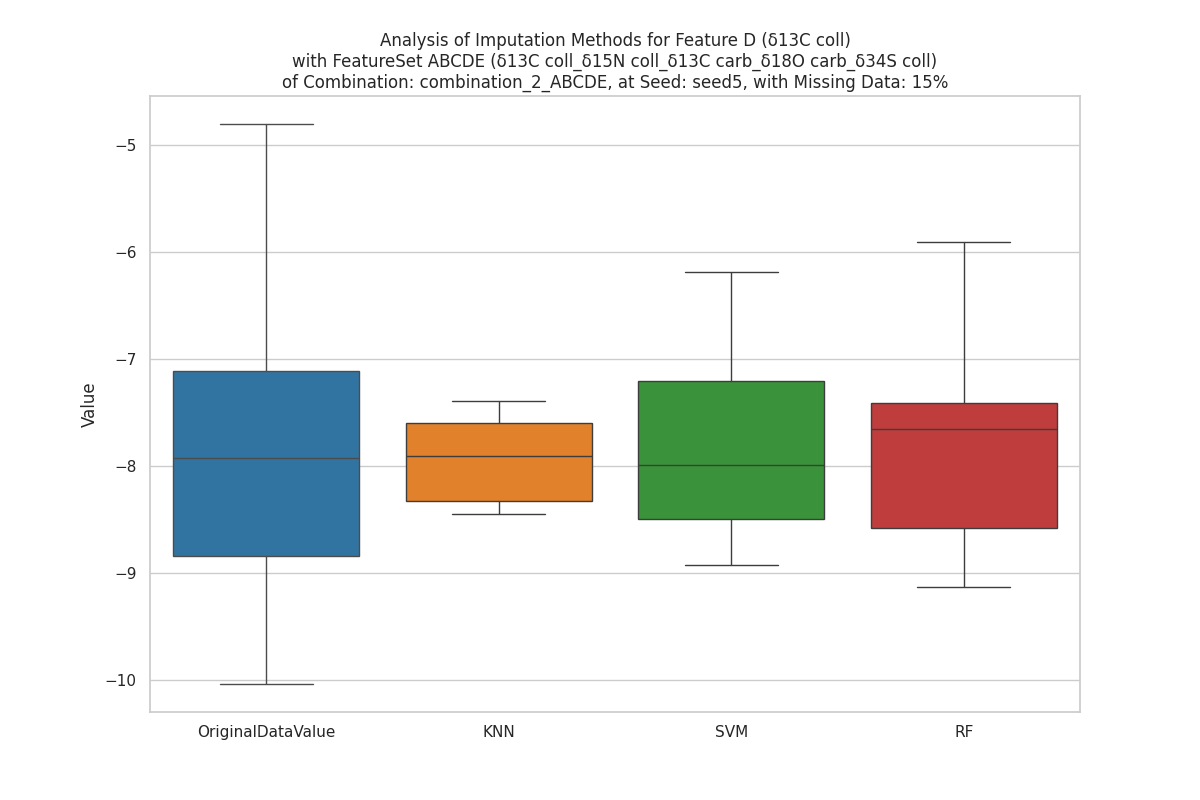 Analysis of Imputation Methods for Feature D (δ13C coll)
with FeatureSet ABCDE (δ13C coll_δ15N coll_δ13C carb_δ18O carb_δ34S coll)
of Combination: combination_2_ABCDE, at Seed: seed5, with Missing Data: 15%
Value
−5
−6
−7
−8
−9
−10
OriginalDataValue
KNN
SVM
RF